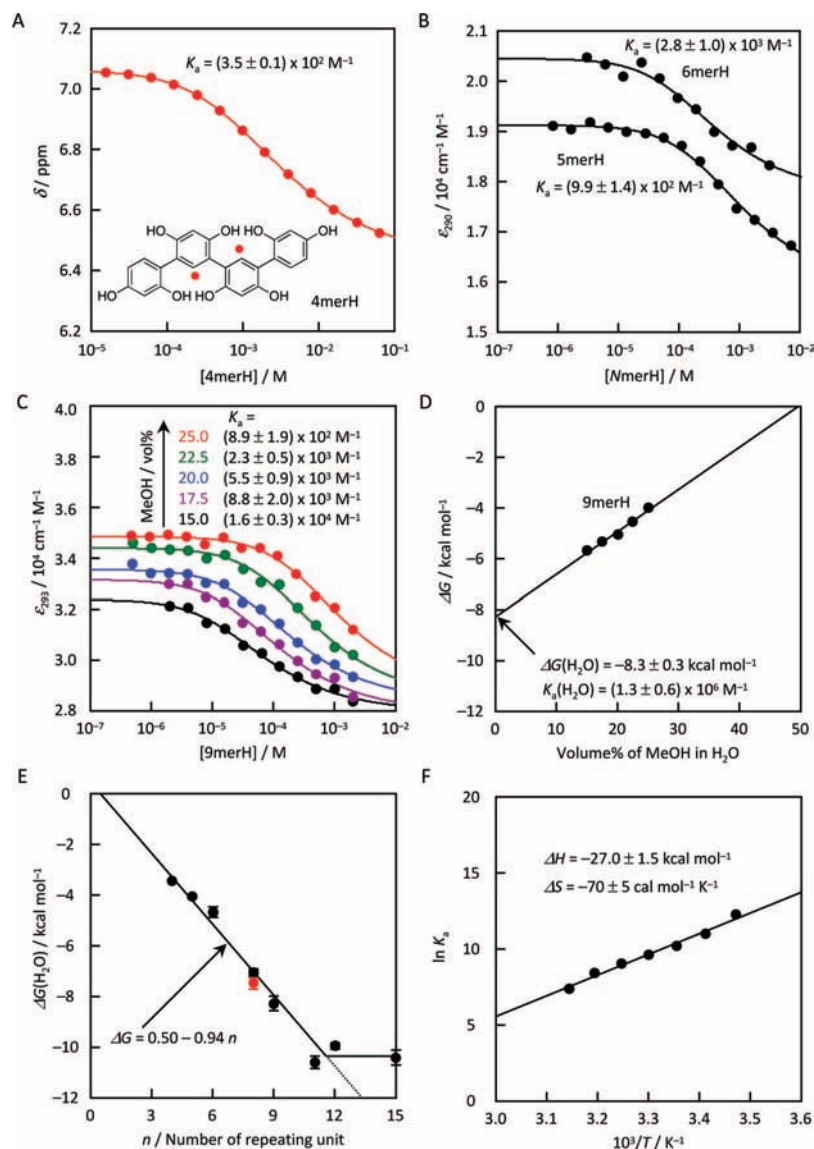 A
7.2
7.0
6.8
6.6
6.4
6.2
δ / ppm
Kₐ = (3.5 ± 0.1) x 10² M⁻¹
OH
HO
OH
HO
OH
HO
OH
HO
OH
4merH
10⁻⁵
10⁻⁴
10⁻³
10⁻²
10⁻¹
[4merH] / M
B
2.1
2.0
1.9
1.8
1.7
1.6
1.5
ε₂₉₀ / 10⁴ cm⁻¹ M⁻¹
Kₐ = (2.8 ± 1.0) x 10³ M⁻¹
6merH
5merH
Kₐ = (9.9 ± 1.4) x 10² M⁻¹
10⁻⁷
10⁻⁶
10⁻⁵
10⁻⁴
10⁻³
10⁻²
[NmerH] / M
C
4.0
3.8
3.6
3.4
3.2
3.0
2.8
ε₂₉₃ / 10⁴ cm⁻¹ M⁻¹
MeOH / vol%
Kₐ =
25.0 (8.9 ± 1.9) x 10² M⁻¹
22.5 (2.3 ± 0.5) x 10³ M⁻¹
20.0 (5.5 ± 0.9) x 10³ M⁻¹
17.5 (8.8 ± 2.0) x 10³ M⁻¹
15.0 (1.6 ± 0.3) x 10⁴ M⁻¹
10⁻⁷
10⁻⁶
10⁻⁵
10⁻⁴
10⁻³
10⁻²
[9merH] / M
D
0
−2
−4
−6
−8
−10
−12
ΔG / kcal mol⁻¹
9merH
ΔG(H₂O) = −8.3 ± 0.3 kcal mol⁻¹
Kₐ(H₂O) = (1.3 ± 0.6) x 10⁶ M⁻¹
0
10
20
30
40
50
Volume% of MeOH in H₂O
E
0
−2
−4
−6
−8
−10
−12
ΔG(H₂O) / kcal mol⁻¹
ΔG = 0.50 − 0.94 n
0
3
6
9
12
15
n / Number of repeating unit
F
20
15
10
5
0
ln Kₐ
ΔH = −27.0 ± 1.5 kcal mol⁻¹
ΔS = −70 ± 5 cal mol⁻¹ K⁻¹
3.0
3.1
3.2
3.3
3.4
3.5
3.6
10³/T / K⁻¹